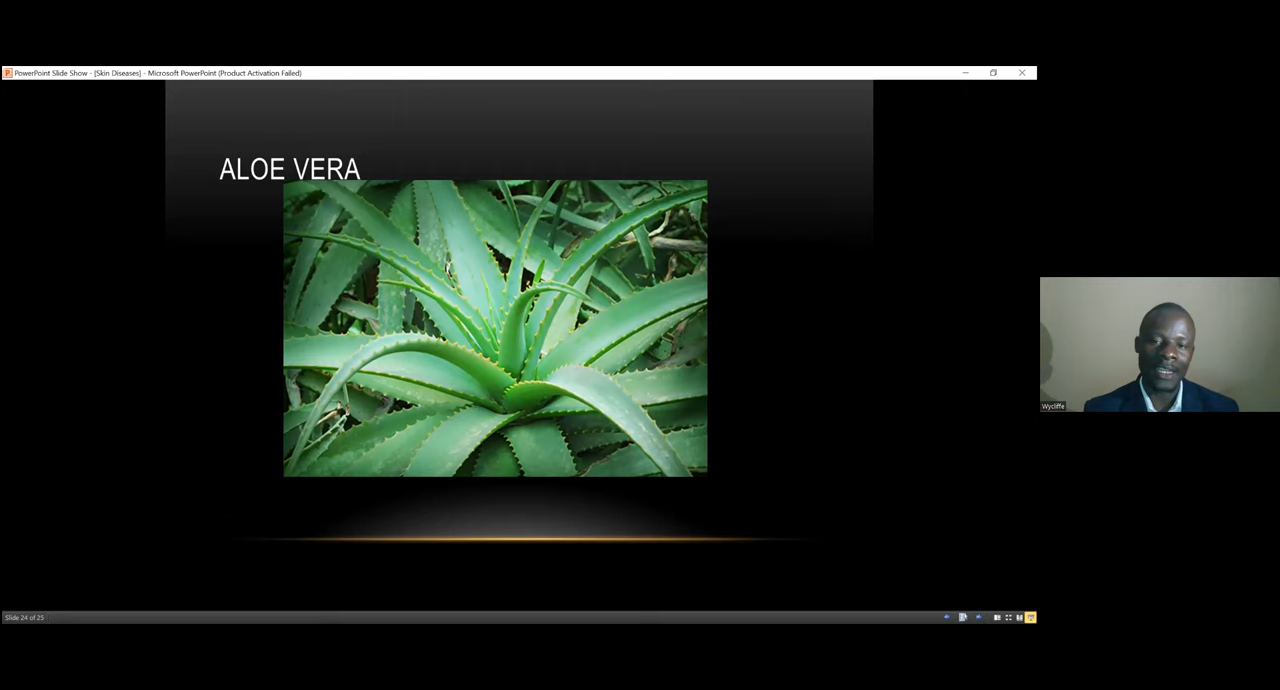 PowerPoint Slide Show - [Skin Diseases] - Microsoft PowerPoint (Product Activation Failed)
ALOE VERA
Wycliffe
Slide 24 of 25